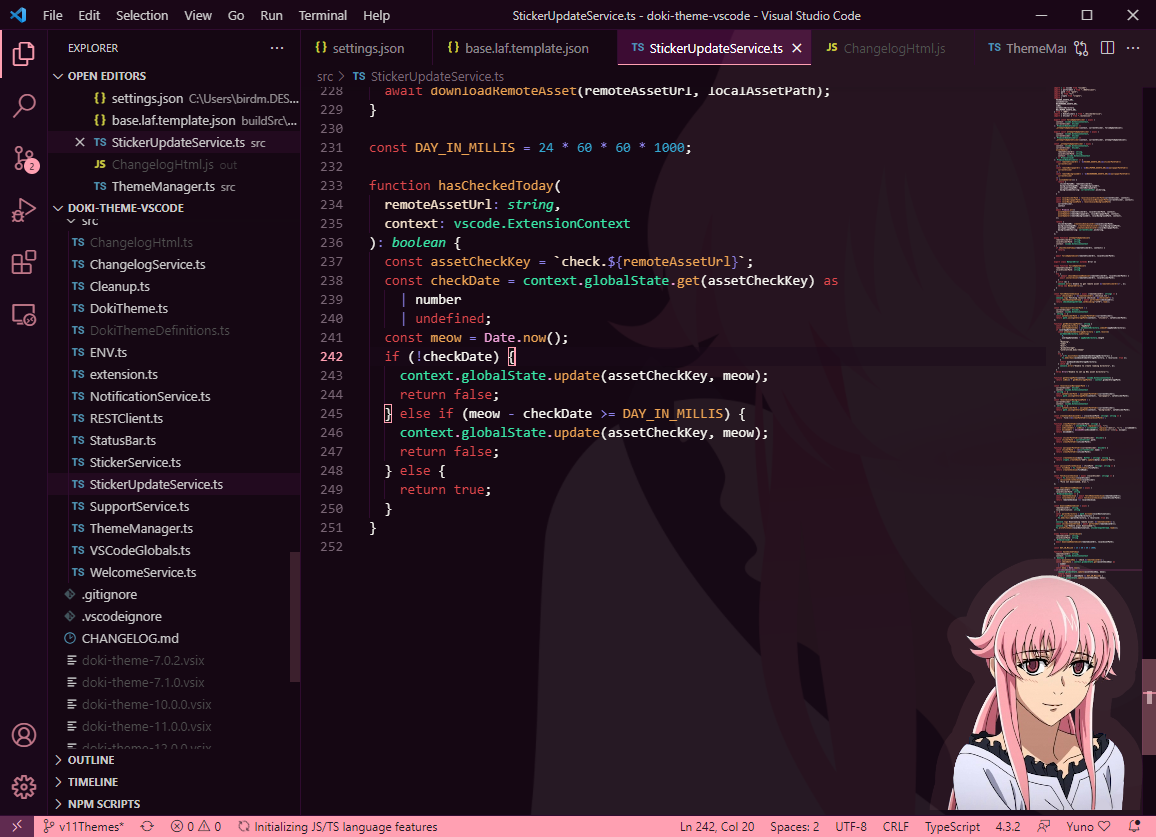 File Edit Selection View Go Run Terminal Help StickerUpdateService.ts - doki-theme-vscode - Visual Studio Code
EXPLORER ···
{} settings.json {} base.laf.template.json TS StickerUpdateService.ts × JS ChangelogHtml.js TS ThemeMa ···
src > TS StickerUpdateService.ts
OPEN EDITORS
{} settings.json C:\Users\birdm.DES...
{} base.laf.template.json buildSrc\...
× TS StickerUpdateService.ts src
JS ChangelogHtml.js out
TS ThemeManager.ts src
DOKI-THEME-VSCODE
src
TS ChangelogHtml.ts
TS ChangelogService.ts
TS Cleanup.ts
TS DokiTheme.ts
TS DokiThemeDefinitions.ts
TS ENV.ts
TS extension.ts
TS NotificationService.ts
TS RESTClient.ts
TS StatusBar.ts
TS StickerService.ts
TS StickerUpdateService.ts
TS SupportService.ts
TS ThemeManager.ts
TS VSCodeGlobals.ts
TS WelcomeService.ts
.gitignore
.vscodeignore
CHANGELOG.md
doki-theme-7.0.2.vsix
doki-theme-7.1.0.vsix
doki-theme-10.0.0.vsix
doki-theme-11.0.0.vsix
doki-theme-12.0.0.vsix
OUTLINE
TIMELINE
NPM SCRIPTS
2
228 await downloadRemoteAsset(remoteAssetUrl, localAssetPath);
229 }
230
231 const DAY_IN_MILLIS = 24 * 60 * 60 * 1000;
232
233 function hasCheckedToday(
234 remoteAssetUrl: string,
235 context: vscode.ExtensionContext
236 ): boolean {
237 const assetCheckKey = `check.${remoteAssetUrl}`;
238 const checkDate = context.globalState.get(assetCheckKey) as
239 | number
240 | undefined;
241 const meow = Date.now();
242 if (!checkDate) {
243 context.globalState.update(assetCheckKey, meow);
244 return false;
245 } else if (meow - checkDate >= DAY_IN_MILLIS) {
246 context.globalState.update(assetCheckKey, meow);
247 return false;
248 } else {
249 return true;
250 }
251 }
252
v11Themes* 0 0 Initializing JS/TS language features Ln 242, Col 20 Spaces: 2 UTF-8 CRLF TypeScript 4.3.2 Yuno ♡